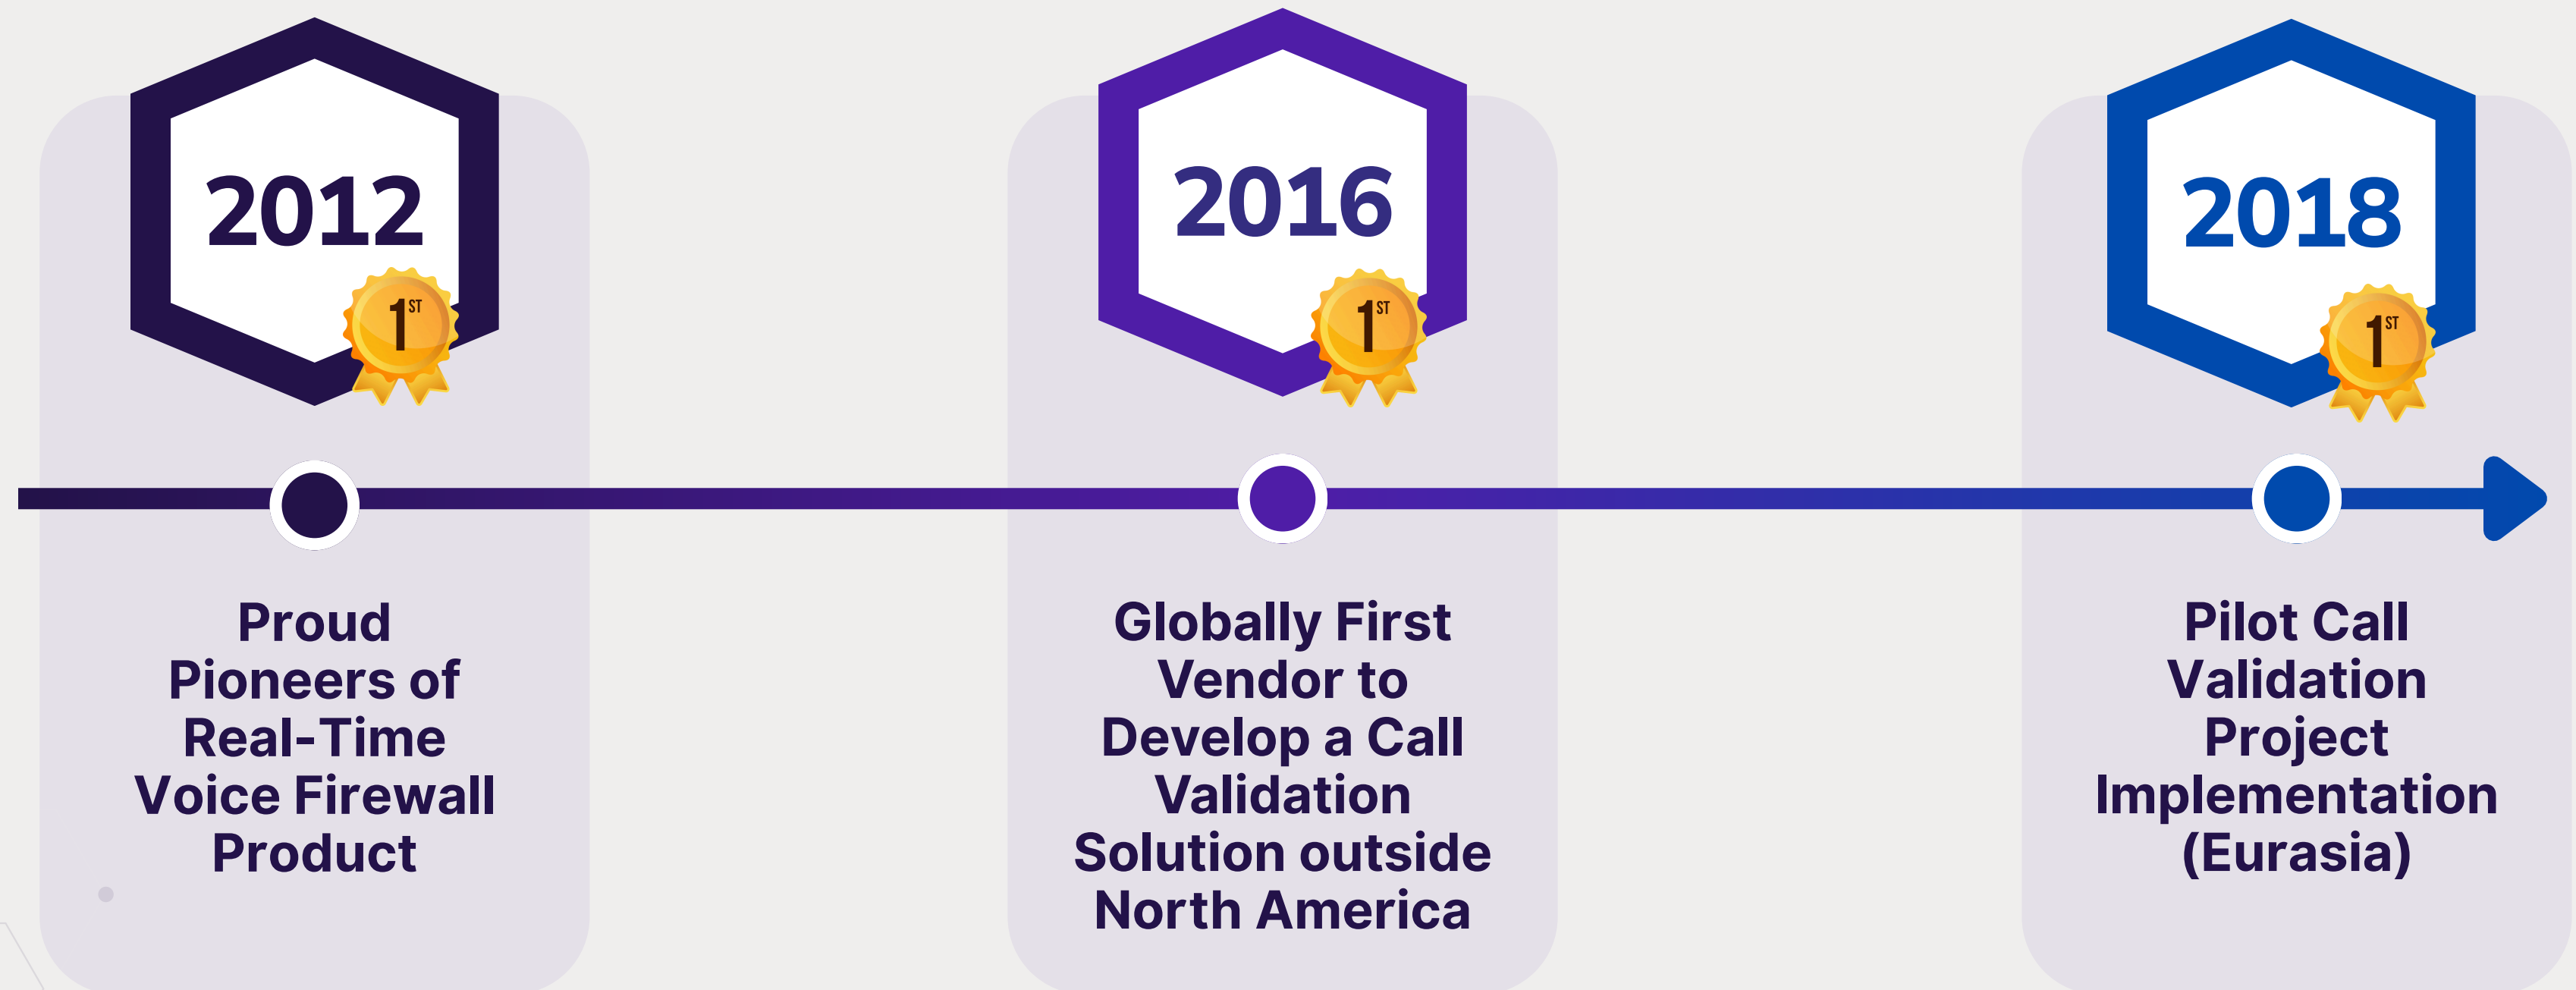 2012
1ST
Proud
Pioneers of
Real-Time
Voice Firewall
Product
2016
1ST
Globally First
Vendor to
Develop a Call
Validation
Solution outside
North America
2018
1ST
Pilot Call
Validation
Project
Implementation
(Eurasia)